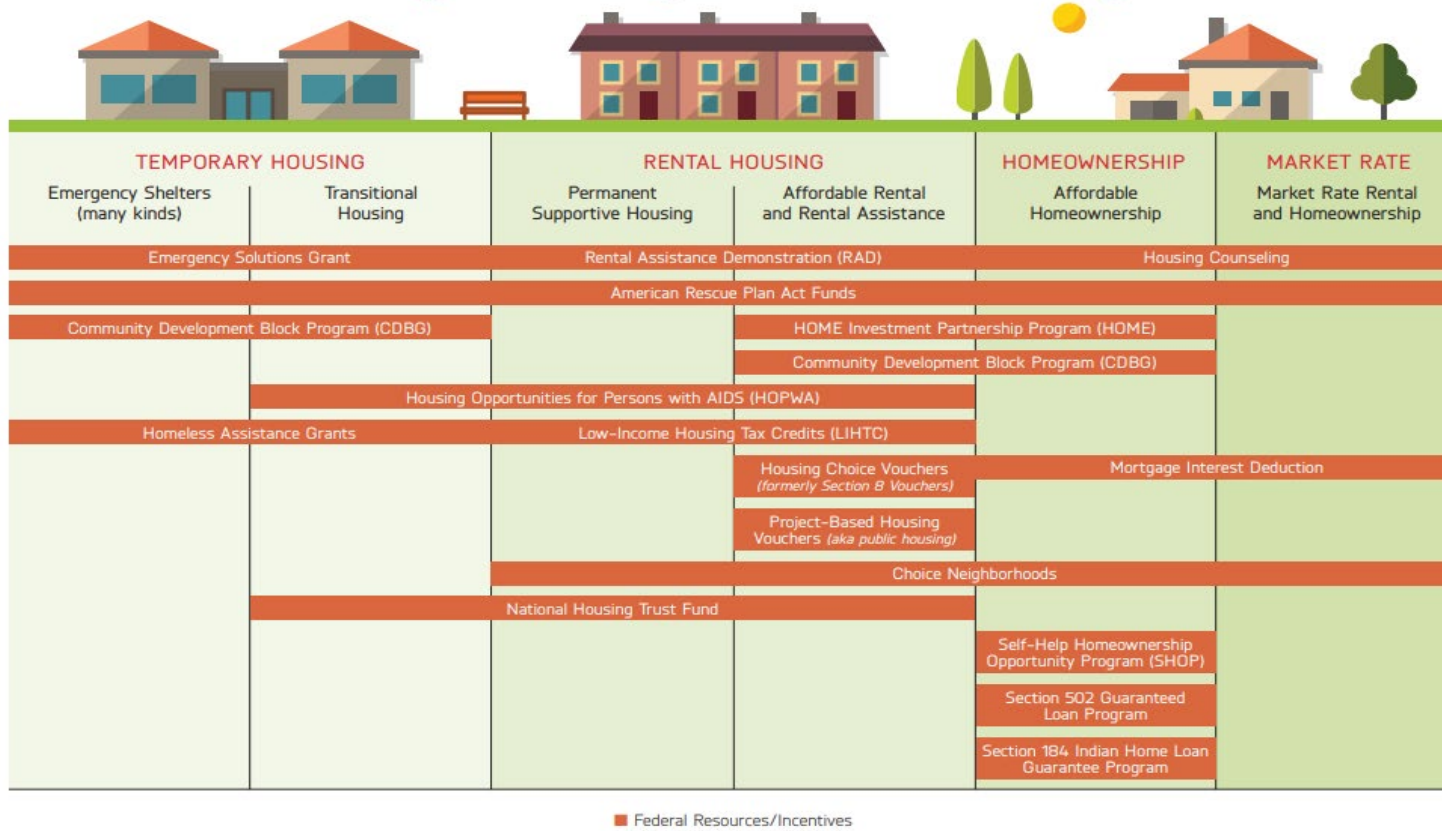 TEMPORARY HOUSING
RENTAL HOUSING
HOMEOWNERSHIP
MARKET RATE
Emergency Shelters
(many kinds)
Transitional
Housing
Permanent
Supportive Housing
Affordable Rental
and Rental Assistance
Affordable
Homeownership
Market Rate Rental
and Homeownership
Emergency Solutions Grant
Rental Assistance Demonstration (RAD)
Housing Counseling
American Rescue Plan Act Funds
Community Development Block Program (CDBG)
HOME Investment Partnership Program (HOME)
Community Development Block Program (CDBG)
Housing Opportunities for Persons with AIDS (HOPWA)
Homeless Assistance Grants
Low-Income Housing Tax Credits (LIHTC)
Housing Choice Vouchers
(formerly Section 8 Vouchers)
Mortgage Interest Deduction
Project-Based Housing
Vouchers (aka public housing)
Choice Neighborhoods
National Housing Trust Fund
Self-Help Homeownership
Opportunity Program (SHOP)
Section 502 Guaranteed
Loan Program
Section 184 Indian Home Loan
Guarantee Program
Federal Resources/Incentives